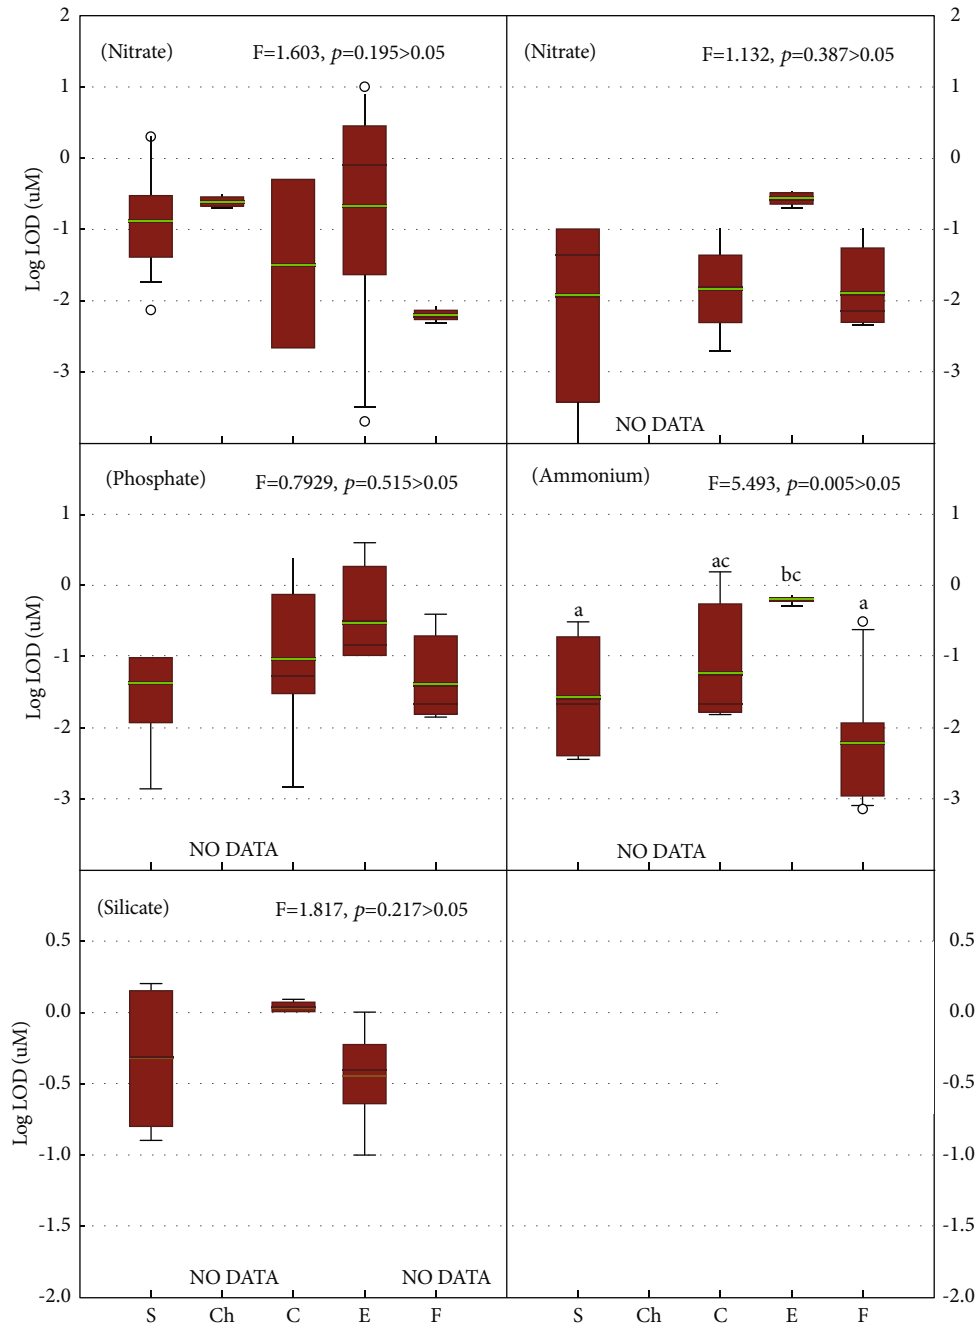 2
2
(Nitrate)
F=1.603, p=0.195>0.05
(Nitrate)
F=1.132, p=0.387>0.05
1
1
0
0
-1
-1
-2
-2
-3
-3
Log LOD (uM)
NO DATA
(Phosphate)
F=0.7929, p=0.515>0.05
(Ammonium)
F=5.493, p=0.005>0.05
1
1
0
0
-1
-1
-2
-2
-3
-3
Log LOD (uM)
a
ac
bc
a
NO DATA
NO DATA
(Silicate)
F=1.817, p=0.217>0.05
0.5
0.5
0.0
0.0
-0.5
-0.5
-1.0
-1.0
-1.5
-1.5
-2.0
-2.0
Log LOD (uM)
NO DATA
NO DATA
S Ch C E F
S Ch C E F